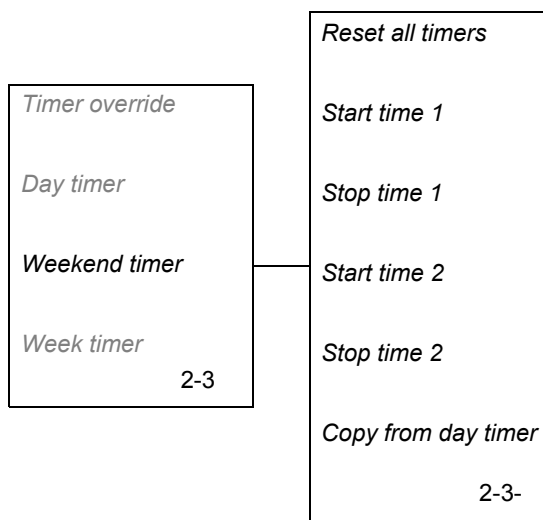 Timer override
Day timer
Weekend timer
Week timer
2-3
Reset all timers
Start time 1
Stop time 1
Start time 2
Stop time 2
Copy from day timer
2-3-